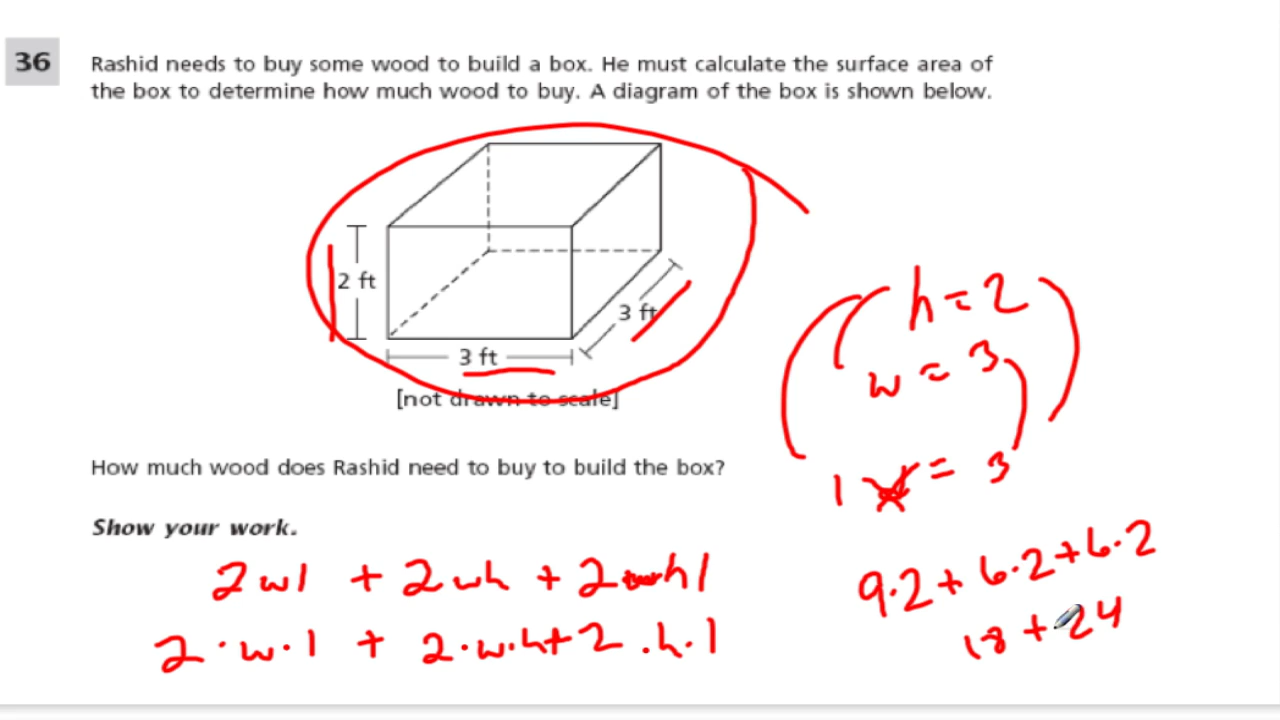 36
Rashid needs to buy some wood to build a box. He must calculate the surface area of
the box to determine how much wood to buy. A diagram of the box is shown below.
2 ft
3 ft
3 ft
[not drawn to scale]
h = 2
w = 3
l = 3
How much wood does Rashid need to buy to build the box?
Show your work.
2wl + 2wh + 2hl
2·w·l + 2·w·h+2.h.l
9·2+ 6·2+6·2
18+24